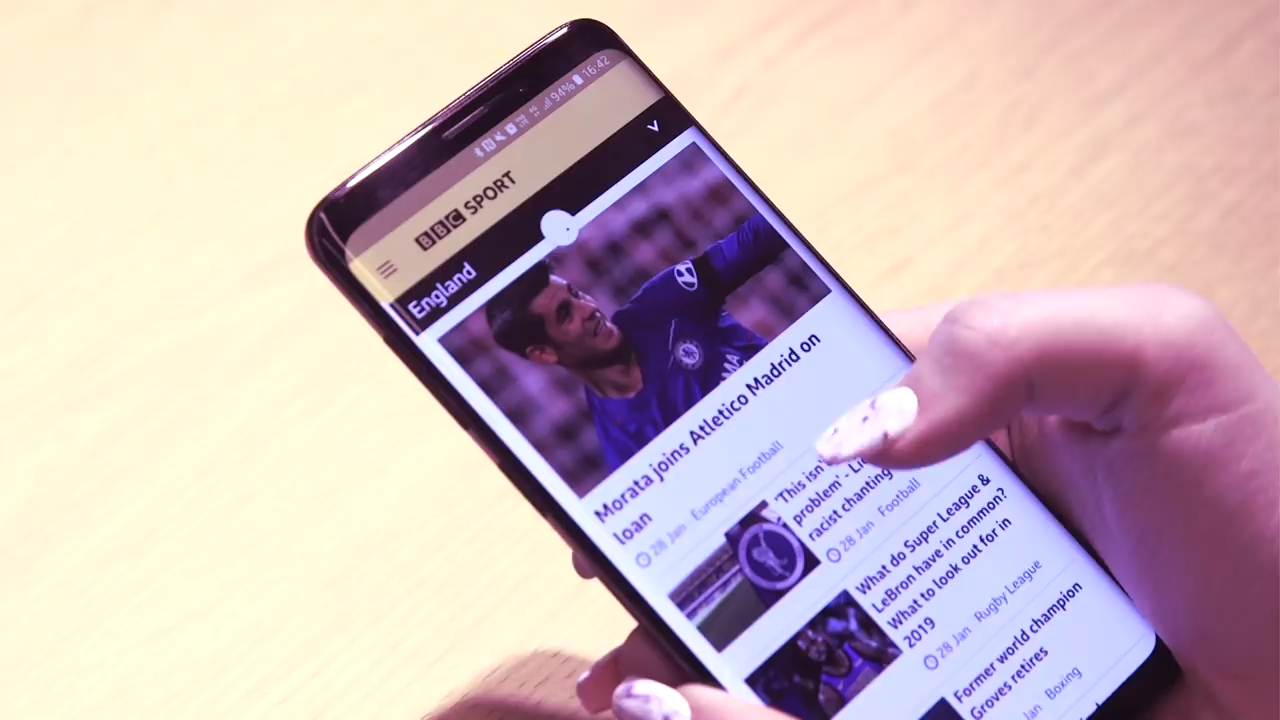 94% 16:42
BBC SPORT
England
Morata joins Atletico Madrid on
loan
28 Jan European Football
'This isn'
problem' -
racist chanting
28 Jan Football
What do Super League &
LeBron have in common?
What to look out for in
2019
28 Jan Rugby League
Former world champion
Groves retires
Jan Boxing